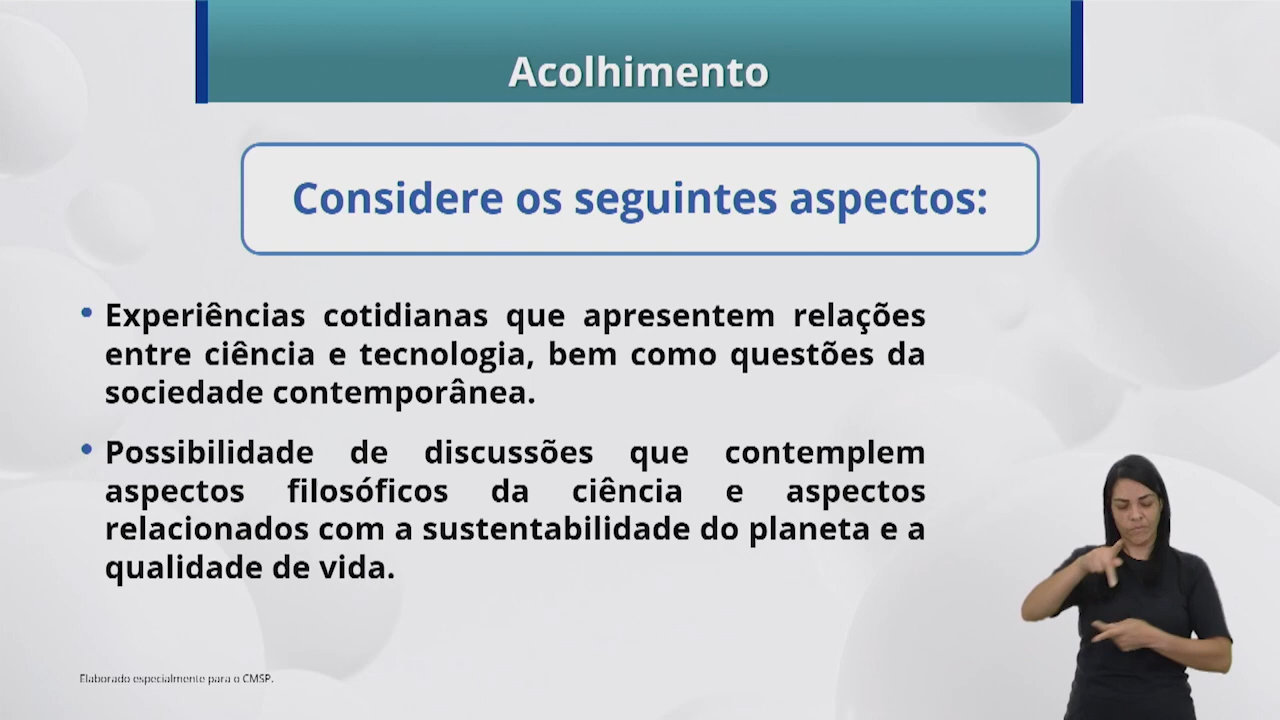 Acolhimento
Considere os seguintes aspectos:
• Experiências cotidianas que apresentem relações
entre ciência e tecnologia, bem como questões da
sociedade contemporânea.
• Possibilidade de discussões que contemplem
aspectos filosóficos da ciência e aspectos
relacionados com a sustentabilidade do planeta e a
qualidade de vida.
Elaborado especialmente para o CMSP.